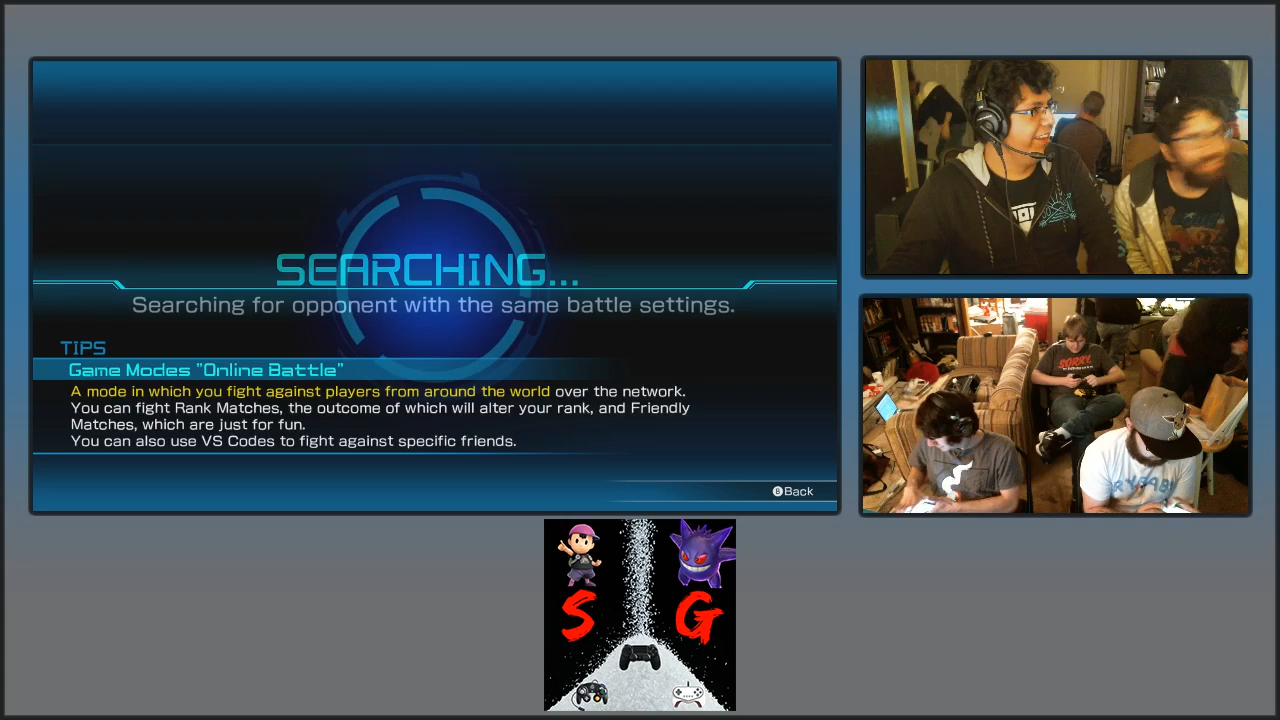 SEARCHING...
Searching for opponent with the same battle settings.
TIPS
Game Modes "Online Battle"
A mode in which you fight against players from around the world over the network.
You can fight Rank Matches, the outcome of which will alter your rank, and Friendly
Matches, which are just for fun.
You can also use VS Codes to fight against specific friends.
B Back
SORRY
CRYBABY
S G